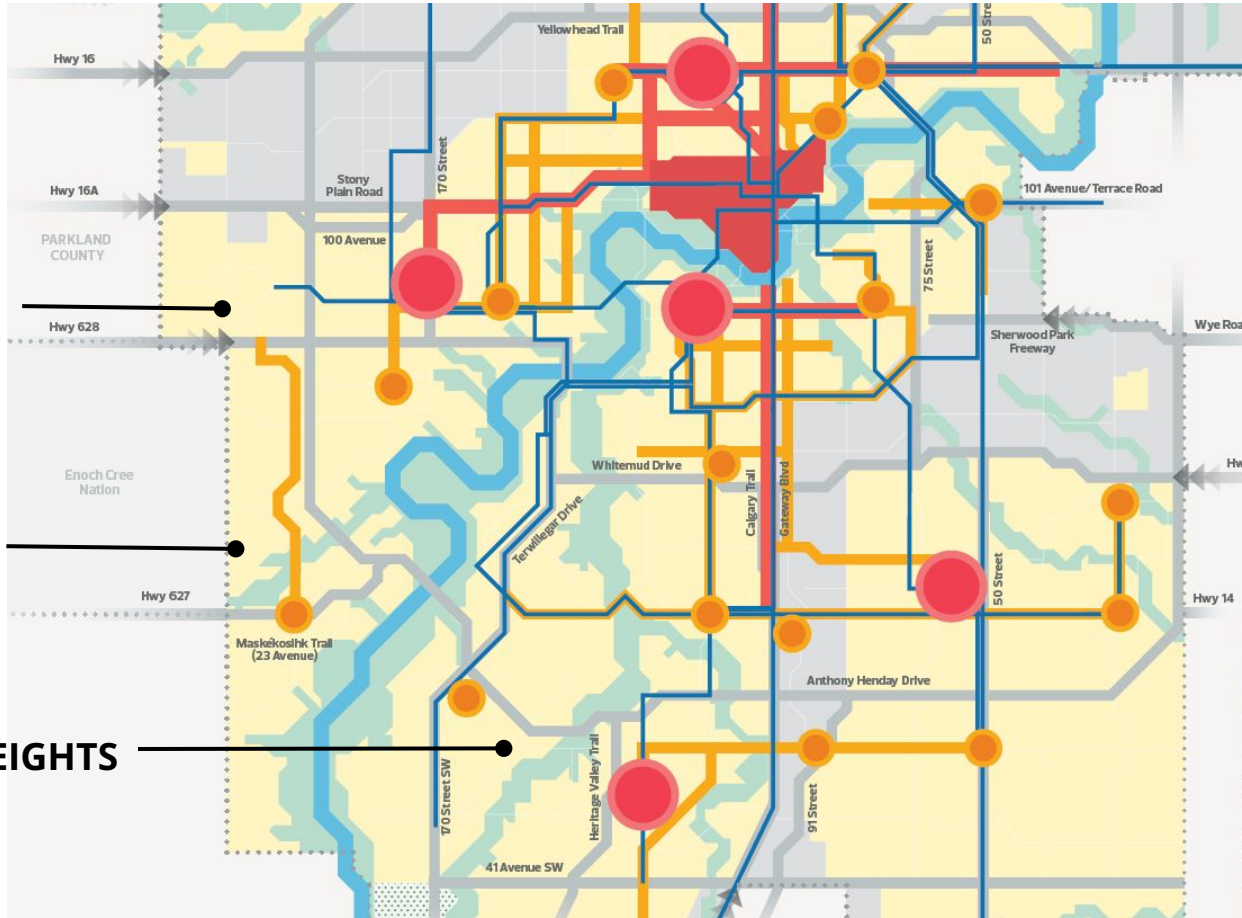 Yellowhead Trail
50 Stre
Hwy 16
170 Street
Stony
Plain Road
Hwy 16A
101 Avenue/Terrace Road
PARKLAND
COUNTY
100 Avenue
75 Street
Hwy 628
Sherwood Park
Freeway
Wye Roa
Whitemud Drive
Hw
Enoch Cree
Nation
Calgary Trail
Gateway Blvd
Terwillegar Drive
50 Street
Hwy 627
Hwy 14
Maskêkosihk Trail
(23 Avenue)
Anthony Henday Drive
EIGHTS
170 Street SW
Heritage Valley Trail
91 Street
41 Avenue SW